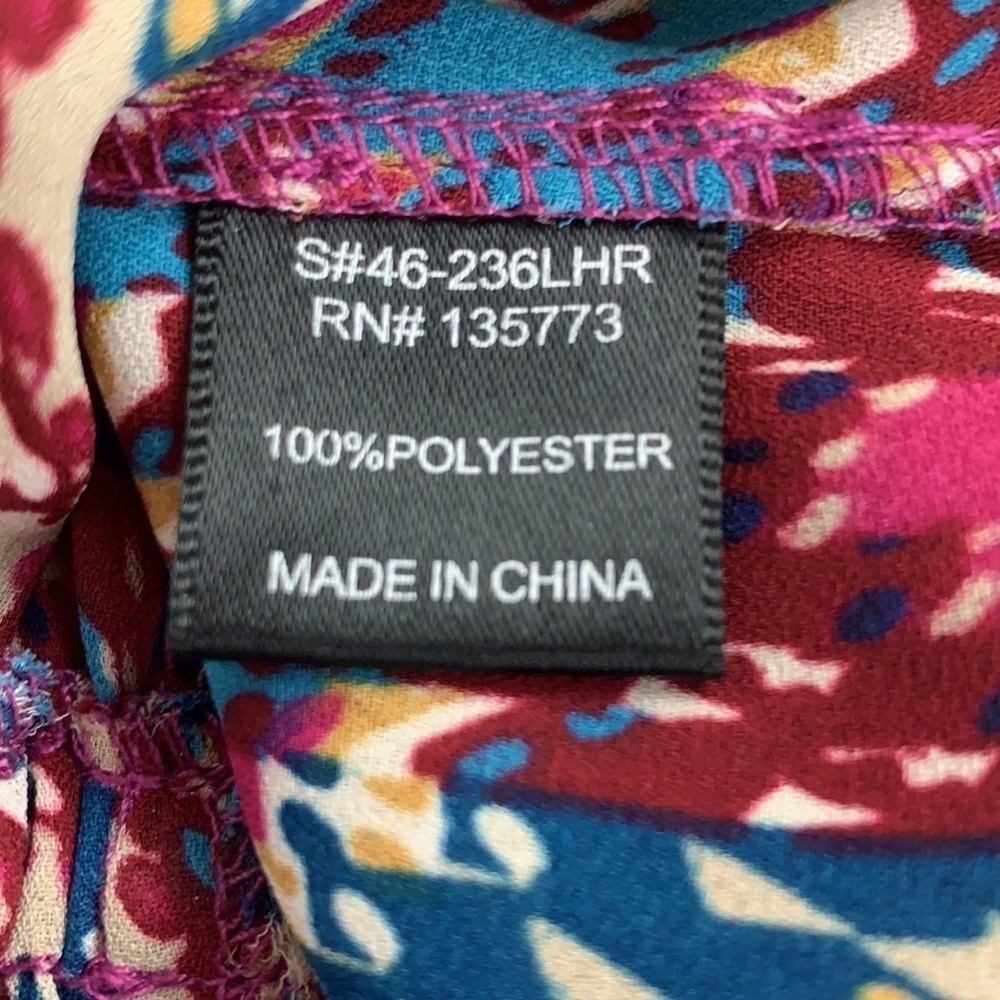 S#46-236LHR
RN# 135773
100%POLYESTER
MADE IN CHINA